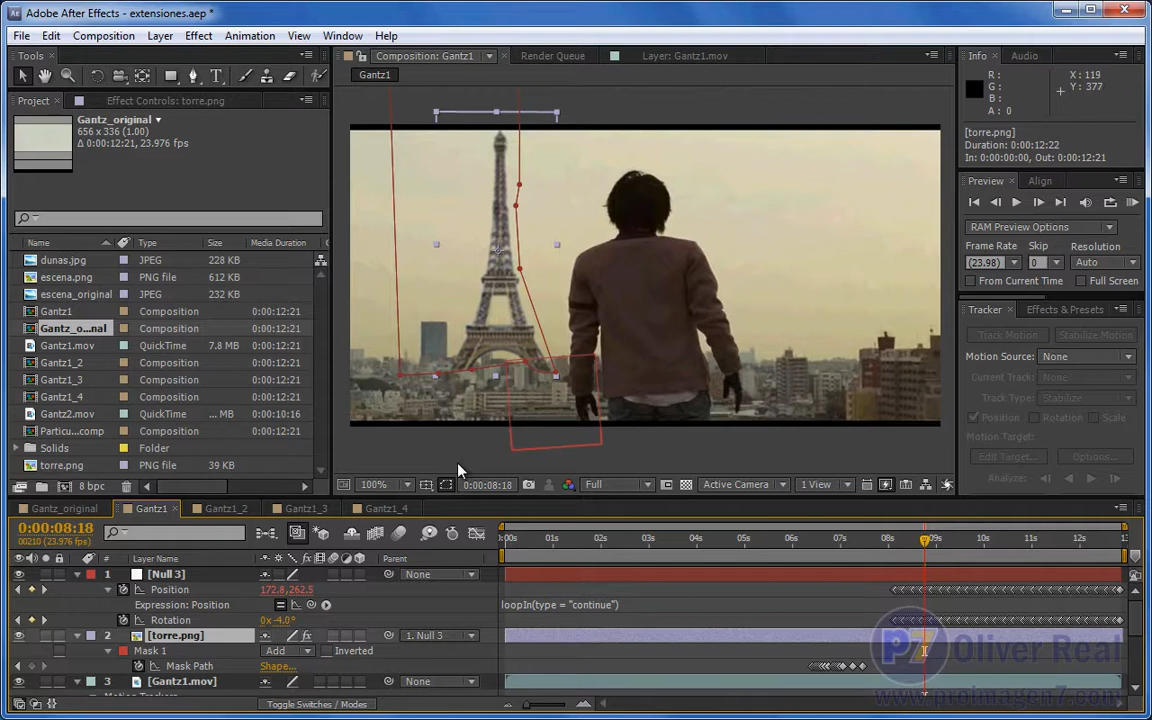 Adobe After Effects - extensiones.aep *
File Edit Composition Layer Effect Animation View Window Help
Tools
Composition: Gantz1 Render Queue Layer: Gantz1.mov
Info Audio
Gantz1
R: X: 119
G: Y: 377
B:
A: 0
Project Effect Controls: torre.png
Gantz_original
656 x 336 (1.00)
Δ 0:00:12:21, 23.976 fps
[torre.png]
Duration: 0:00:12:22
In: 0:00:00:00, Out: 0:00:12:21
Preview Align
RAM Preview Options
Frame Rate Skip Resolution
(23.98) 0 Auto
From Current Time Full Screen
Name Type Size Media Duration
dunas.jpg JPEG 228 KB
escena.png PNG file 612 KB
escena_original JPEG 232 KB
Gantz1 Composition 0:00:12:21
Gantz_o...nal Composition 0:00:12:21
Gantz1.mov QuickTime 7.8 MB 0:00:12:21
Gantz1_2 Composition 0:00:12:21
Gantz1_3 Composition 0:00:12:21
Gantz1_4 Composition 0:00:12:21
Gantz2.mov QuickTime ... MB 0:00:10:16
Particu...comp Composition 0:00:12:21
Solids Folder
torre.png PNG file 39 KB
8 bpc
Tracker Effects & Presets
Track Motion Stabilize Motion
Motion Source: None
Current Track: None
Track Type: Stabilize
Position Rotation Scale
Motion Target:
Edit Target... Options...
Analyze:
100% 0:00:08:18 Full Active Camera 1 View
Gantz_original Gantz1 Gantz1_2 Gantz1_3 Gantz1_4
0:00:08:18
00210 (23.976 fps)
:00s 01s 02s 03s 04s 05s 06s 07s 08s 09s 10s 11s 12s 13
# Layer Name Parent
1 [Null 3] None
Position 172.8,262.5
Expression: Position loopIn(type = "continue")
Rotation 0x-4.0°
2 [torre.png] 1. Null 3
Mask 1 Add Inverted
Mask Path Shape...
3 [Gantz1.mov] None
Toggle Switches / Modes
P7 Oliver Real
www.proimagen7.com